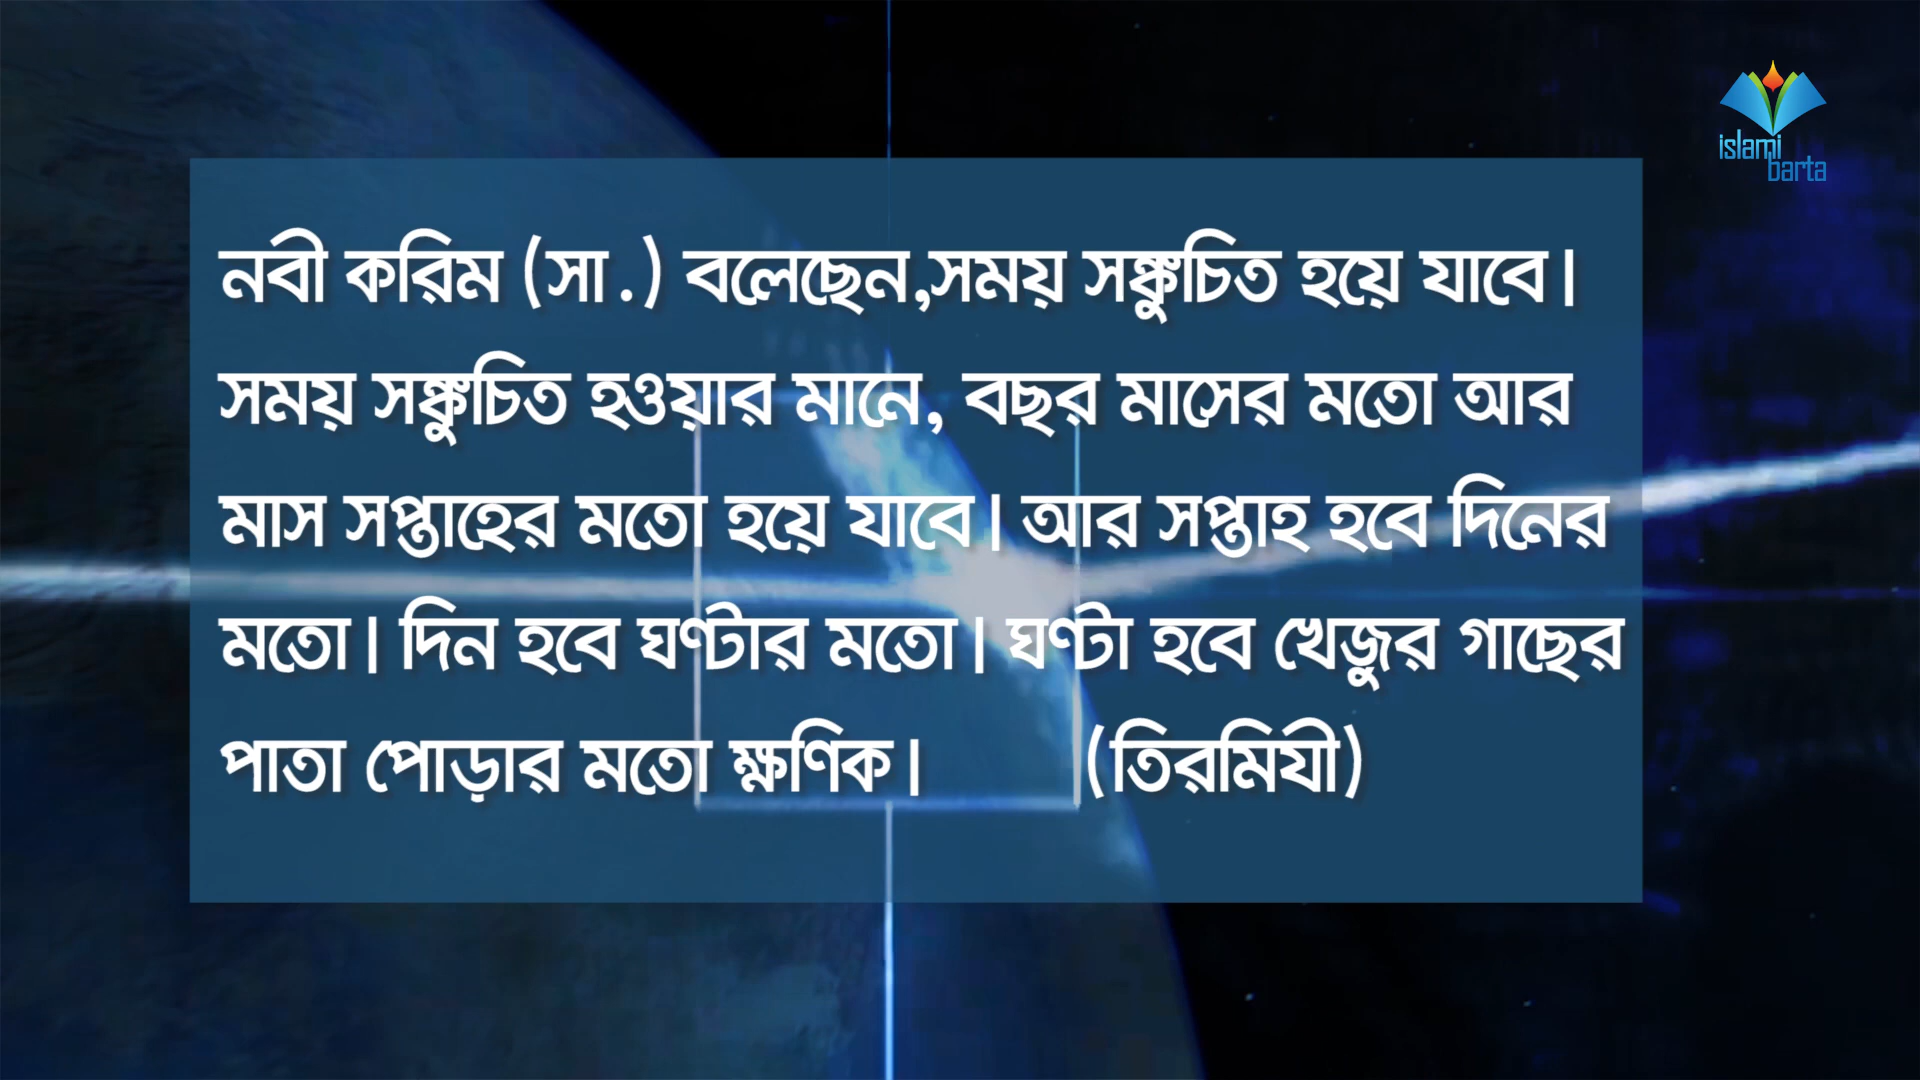 islami
barta
নবী করিম (সা.) বলেছেন,সময় সঙ্কুচিত হয়ে যাবে।
সময় সঙ্কুচিত হওয়ার মানে, বছর মাসের মতো আর
মাস সপ্তাহের মতো হয়ে যাবে। আর সপ্তাহ হবে দিনের
মতো। দিন হবে ঘণ্টার মতো। ঘণ্টা হবে খেজুর গাছের
পাতা পোড়ার মতো ক্ষণিক। (তিরমিযী)